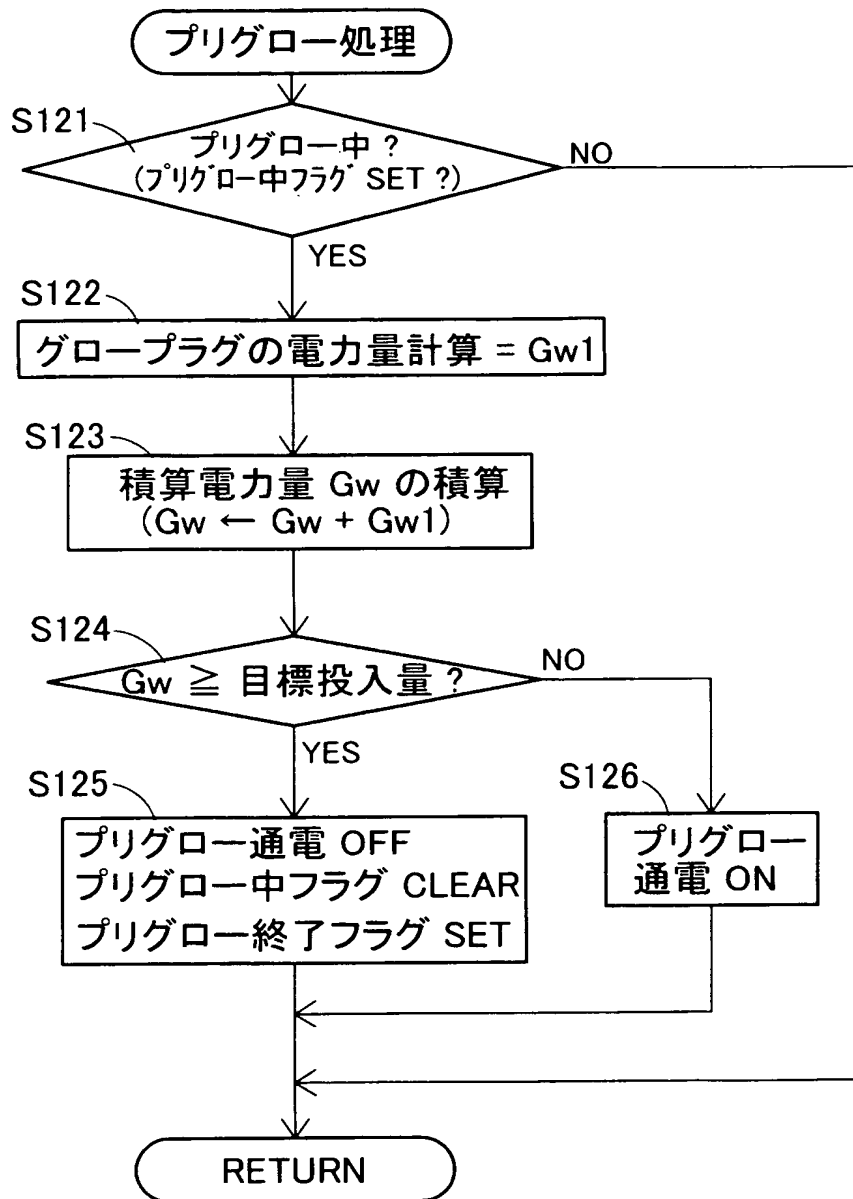 プリグロー処理
S121
プリグロー中 ?
(プリグロー中フラグ SET ?)
NO
YES
S122
グロープラグの電力量計算 = Gw1
S123
積算電力量 Gw の積算
(Gw ← Gw + Gw1)
S124
Gw ≧ 目標投入量 ?
NO
YES
S125
プリグロー通電 OFF
プリグロー中フラグ CLEAR
プリグロー終了フラグ SET
S126
プリグロー
通電 ON
RETURN